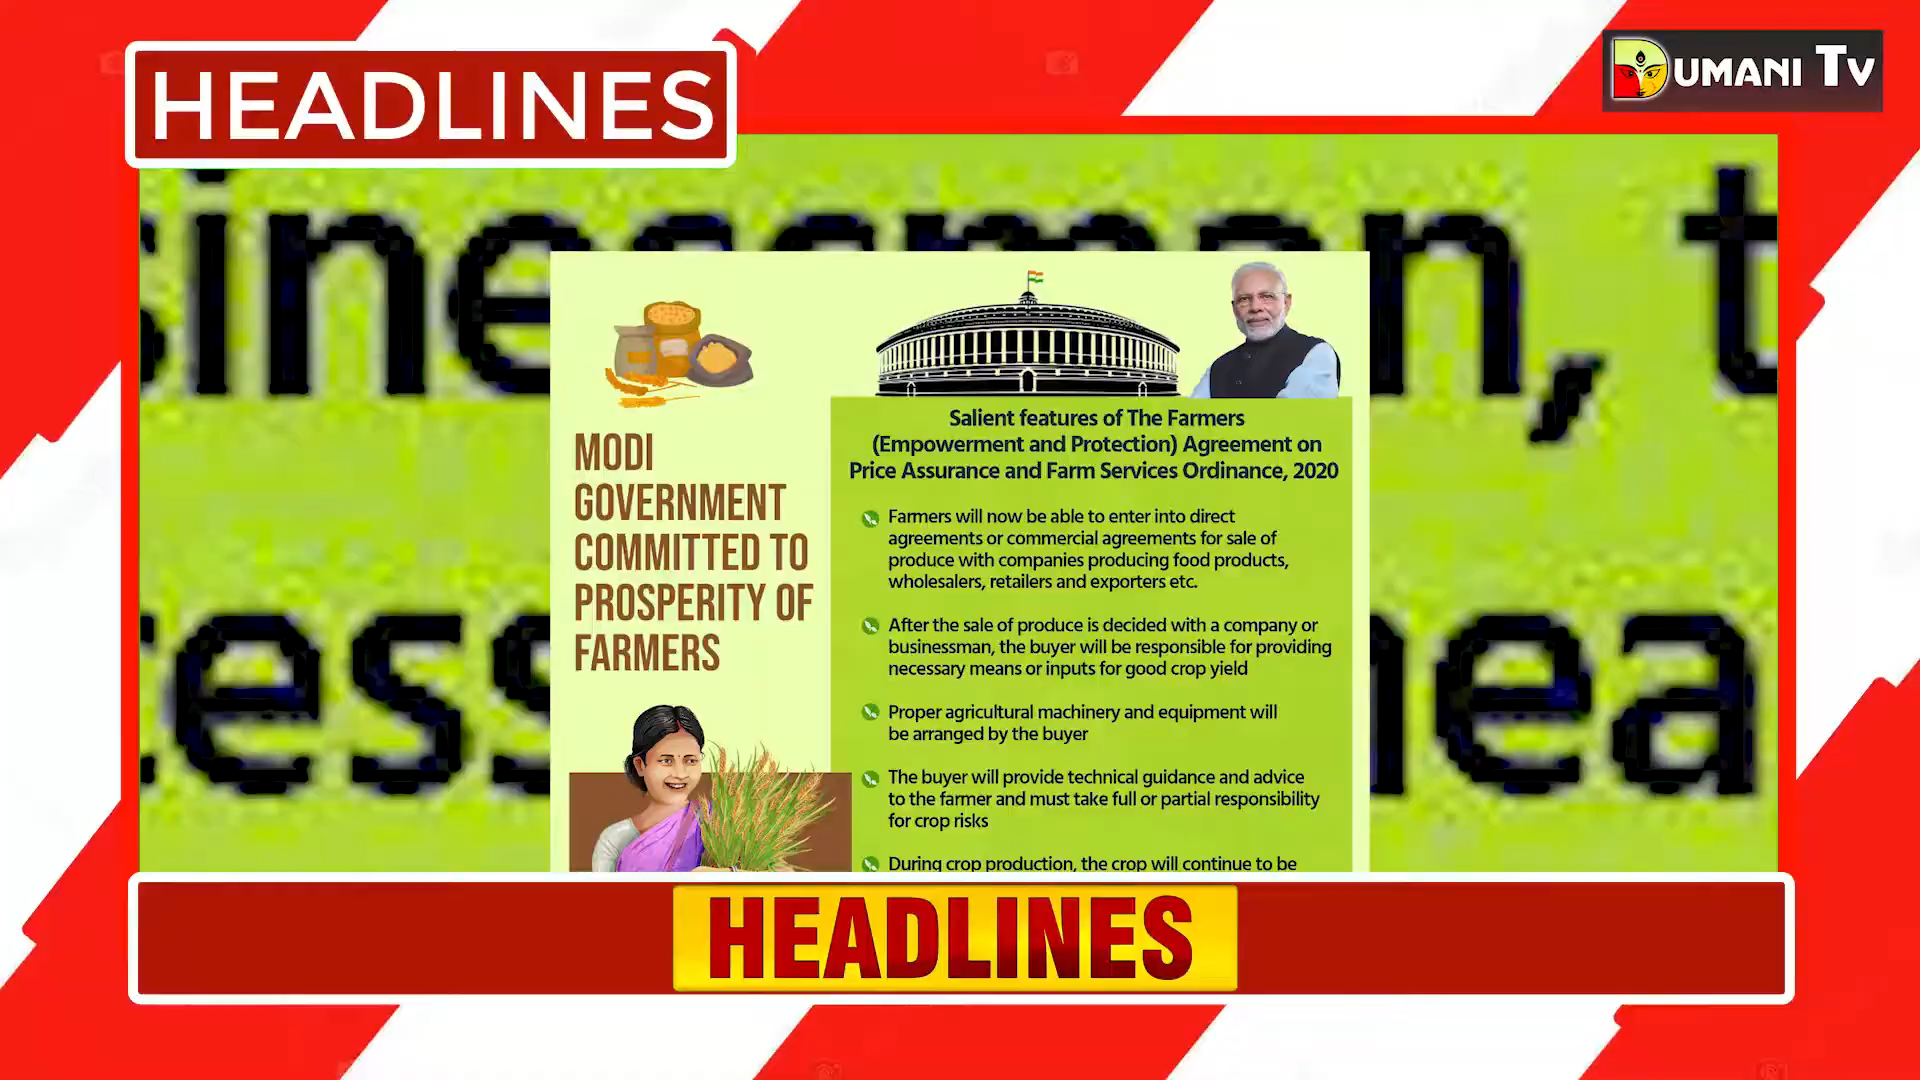 HEADLINES
DUMANI TV
MODI
GOVERNMENT
COMMITTED TO
PROSPERITY OF
FARMERS
Salient features of The Farmers
(Empowerment and Protection) Agreement on
Price Assurance and Farm Services Ordinance, 2020
Farmers will now be able to enter into direct
agreements or commercial agreements for sale of
produce with companies producing food products,
wholesalers, retailers and exporters etc.
After the sale of produce is decided with a company or
businessman, the buyer will be responsible for providing
necessary means or inputs for good crop yield
Proper agricultural machinery and equipment will
be arranged by the buyer
The buyer will provide technical guidance and advice
to the farmer and must take full or partial responsibility
for crop risks
During crop production, the crop will continue to be
HEADLINES